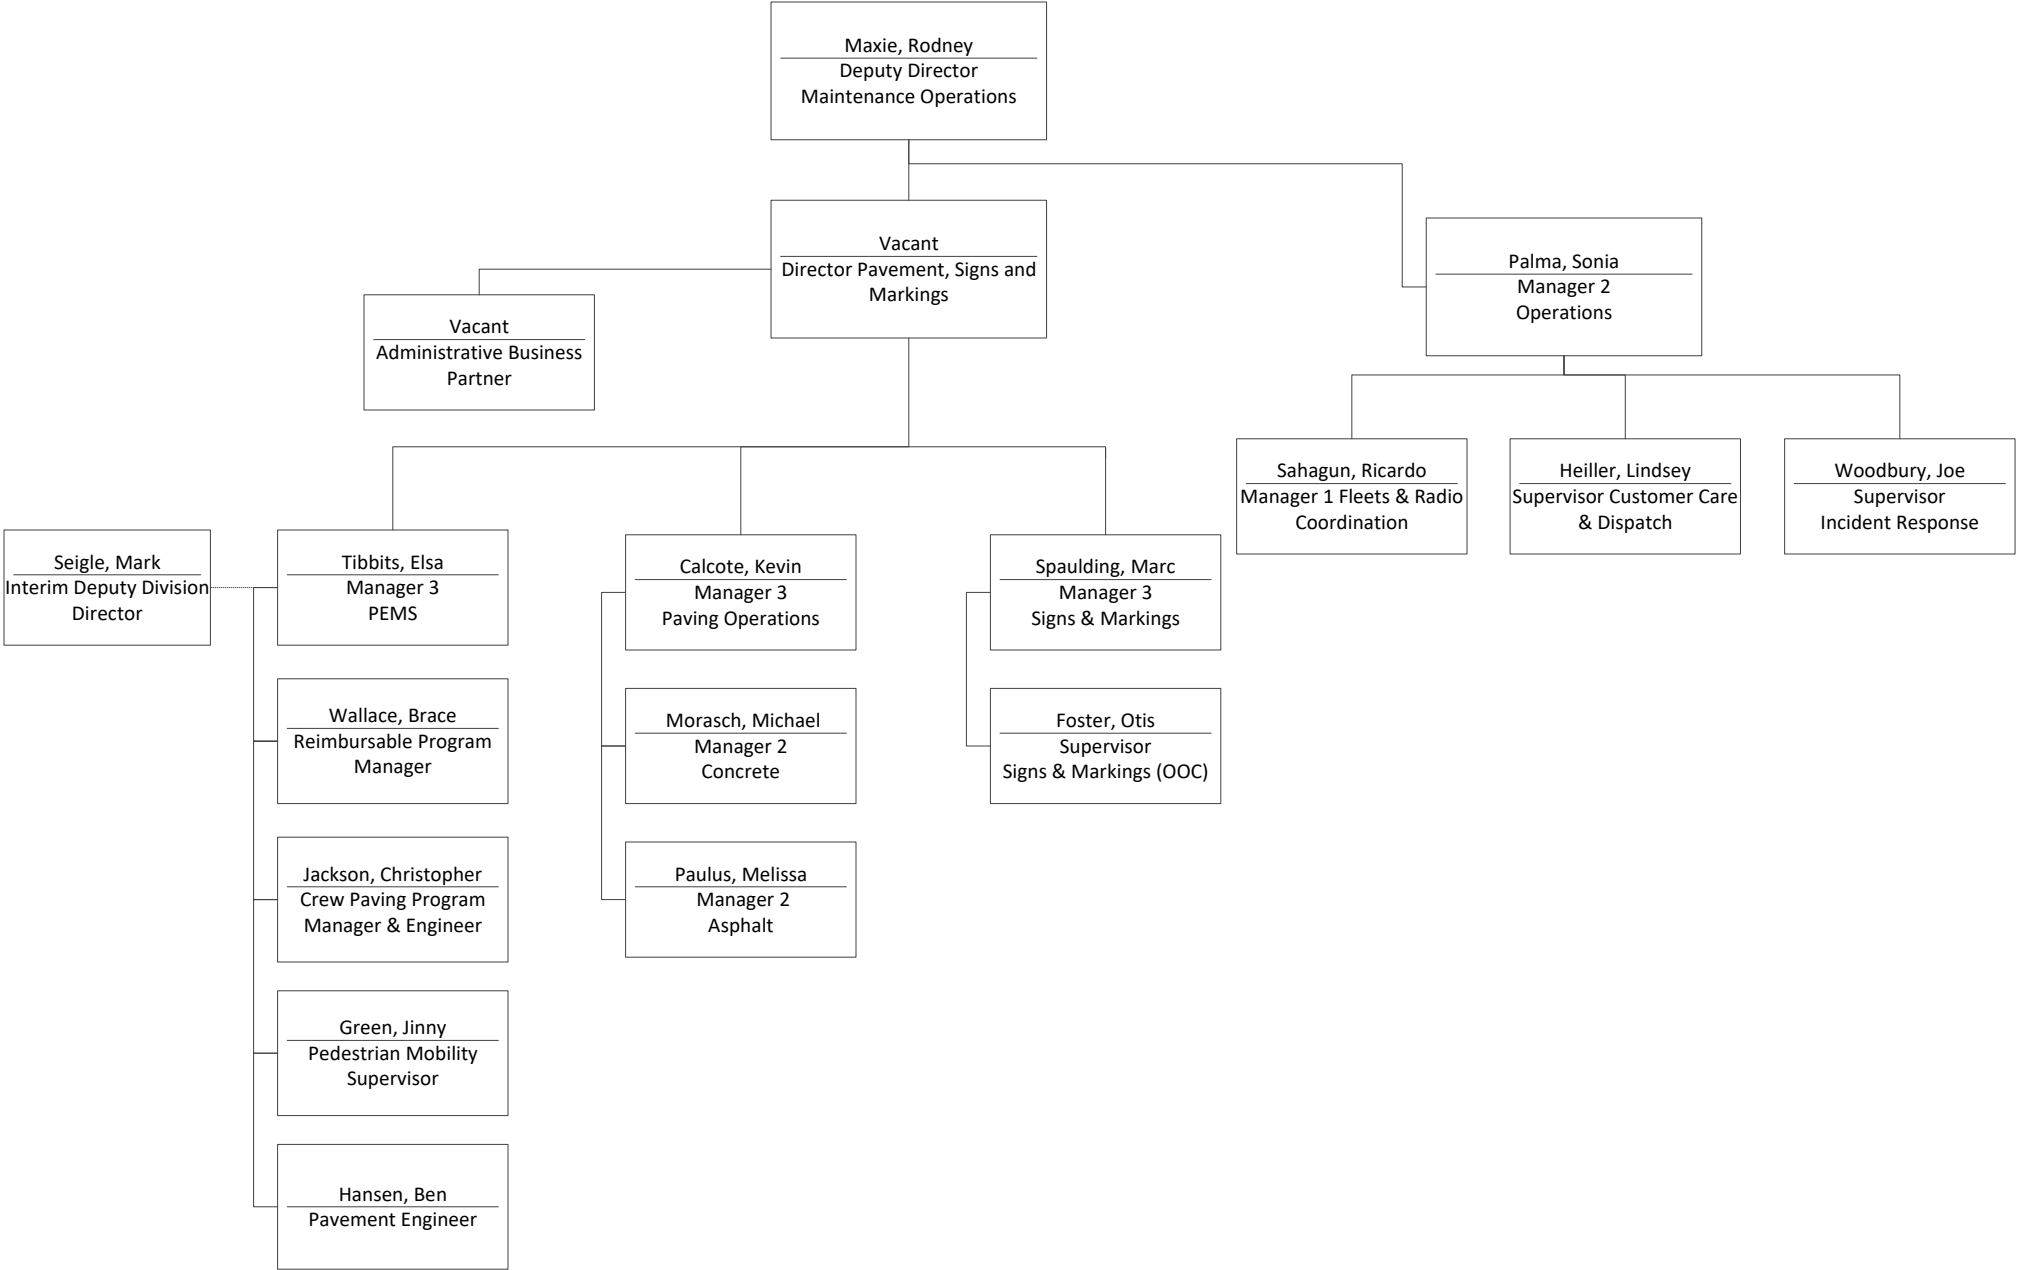 Maxie, Rodney
Deputy Director
Maintenance Operations
Vacant
Director Pavement, Signs and
Markings
Palma, Sonia
Manager 2
Operations
Vacant
Administrative Business
Partner
Sahagun, Ricardo
Manager 1 Fleets & Radio
Coordination
Heiller, Lindsey
Supervisor Customer Care
& Dispatch
Woodbury, Joe
Supervisor
Incident Response
Seigle, Mark
Interim Deputy Division
Director
Tibbits, Elsa
Manager 3
PEMS
Calcote, Kevin
Manager 3
Paving Operations
Spaulding, Marc
Manager 3
Signs & Markings
Wallace, Brace
Reimbursable Program
Manager
Morasch, Michael
Manager 2
Concrete
Foster, Otis
Supervisor
Signs & Markings (OOC)
Jackson, Christopher
Crew Paving Program
Manager & Engineer
Paulus, Melissa
Manager 2
Asphalt
Green, Jinny
Pedestrian Mobility
Supervisor
Hansen, Ben
Pavement Engineer